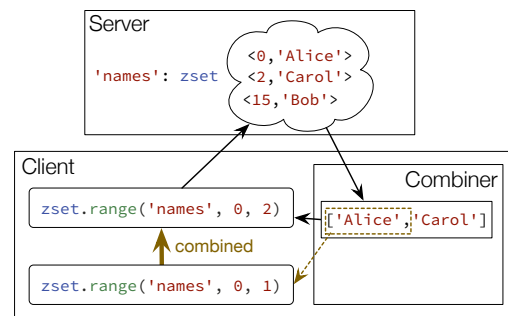 Server
<0,'Alice'>
'names': zset <2,'Carol'>
<15,'Bob'>
Client
Combiner
zset.range('names', 0, 2)
['Alice','Carol']
combined
zset.range('names', 0, 1)